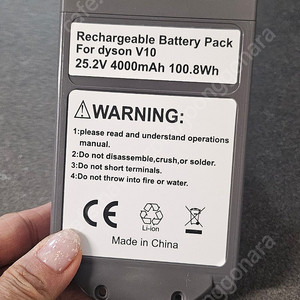 Rechargeable Battery Pack
For dyson V10
25.2V 4000mAh 100.8Wh
WARNING:
1:please read and understand operations
manual.
2:Do not disassemble,crush,or solder.
3:Do not short terminals.
4:Do not throw into fire or water.
CE
Li-ion
Made in China